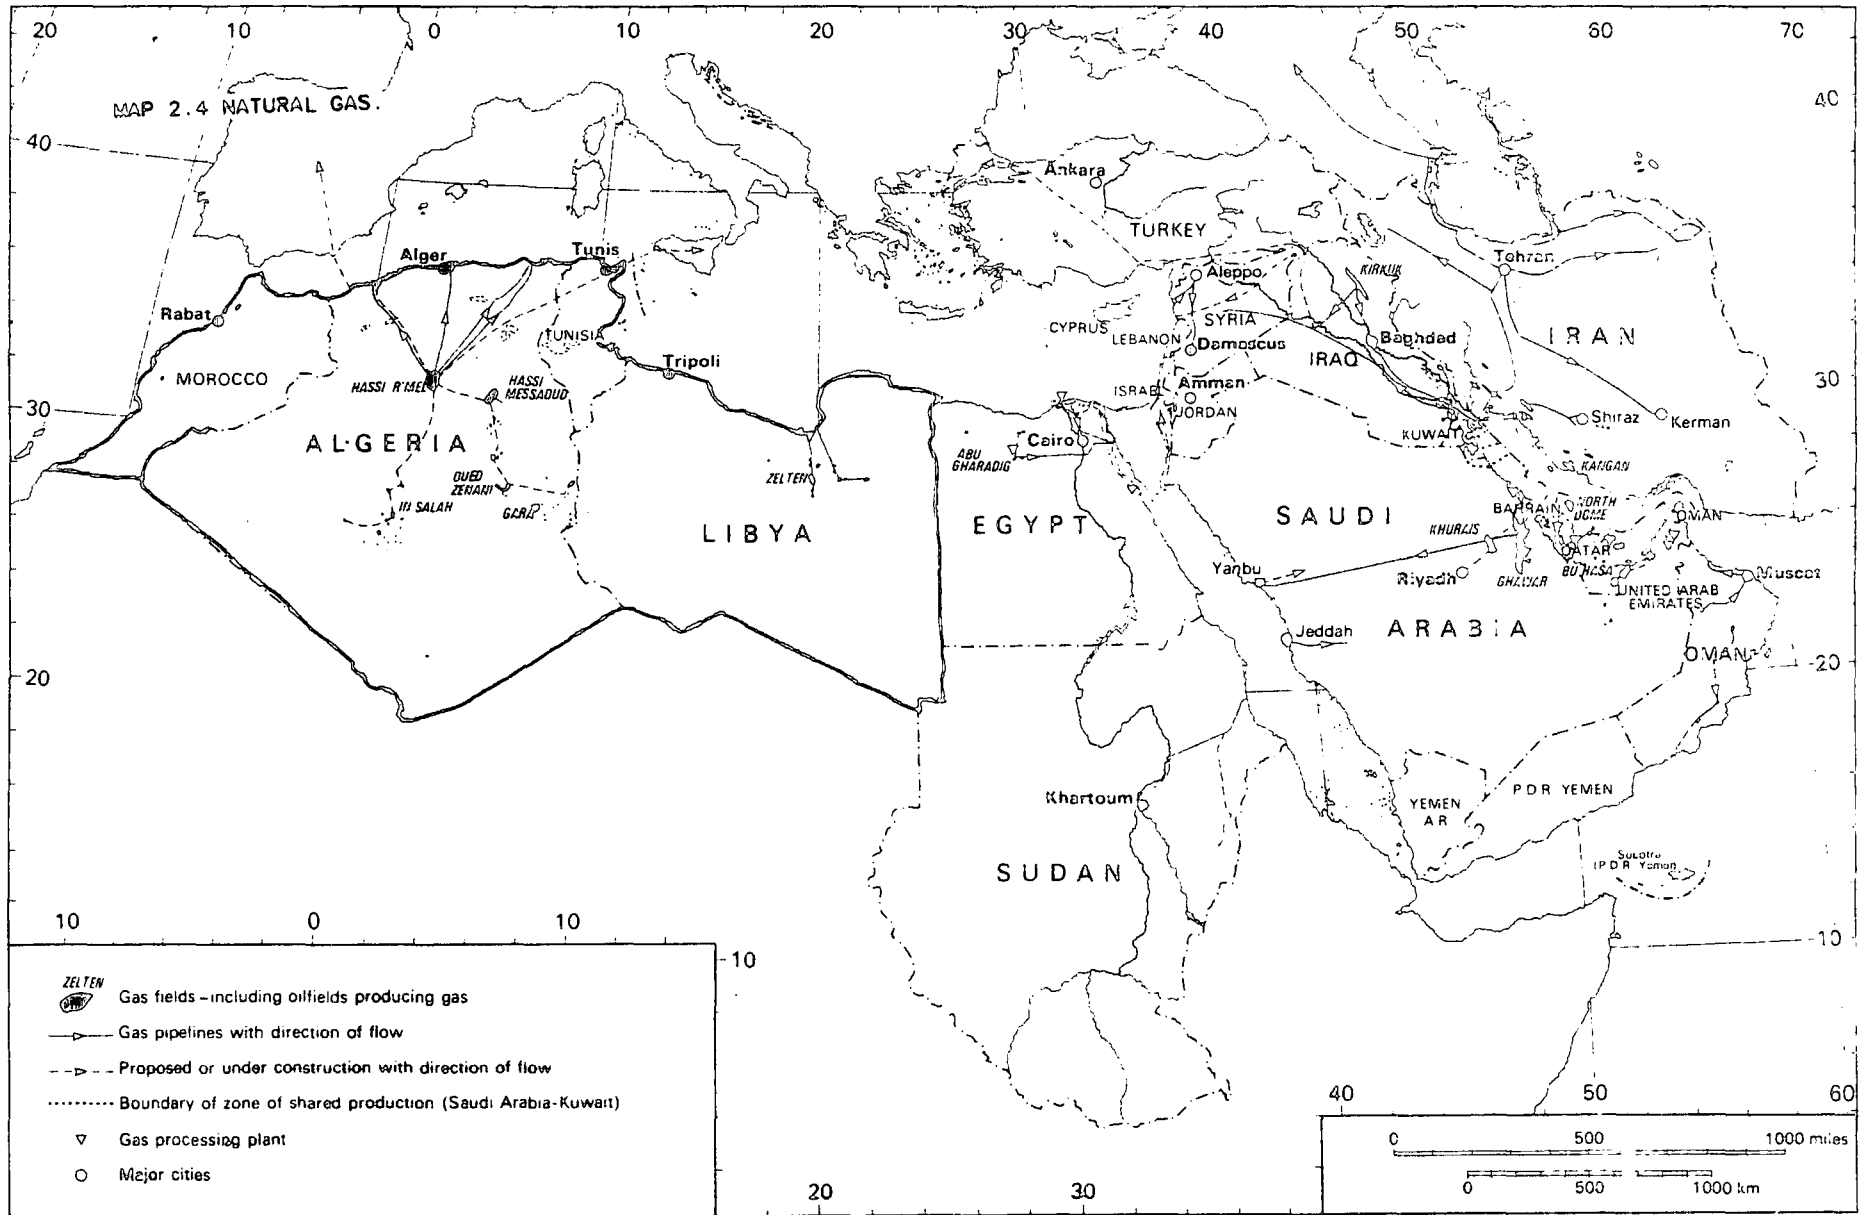 20 10 0 10 20 30 40 50 60 70
MAP 2.4 NATURAL GAS.
40
40
Ankara
TURKEY
Alger
Tunis
Tehran
Aleppo
KIRKUK
Rabat
CYPRUS
SYRIA
LEBANON
Damascus
Baghdad
IRAN
TUNISIA
IRAQ
Tripoli
MOROCCO
HASSI R'MEL
HASSI
MESSAOUD
ISRAEL
Amman
JORDAN
30
30
Shiraz
Kerman
ALGERIA
Cairo
KUWAIT
ABU
GHARADIG
KANGAN
OUED
ZENANI
ZELTEN
IN SALAH
GARA
LIBYA
EGYPT
SAUDI
BAHRAIN
NORTH
DOME
OMAN
KHURAIS
QATAR
Yanbu
Riyadh
GHAWAR
BU HASA
Muscat
UNITED ARAB
EMIRATES
Jeddah
ARABIA
OMAN
20
20
Khartoum
YEMEN
A R
P.D.R YEMEN
SUDAN
Socotra
(P.D.R Yemen)
10 0 10
10
10
ZELTEN
Gas fields - including oilfields producing gas
Gas pipelines with direction of flow
Proposed or under construction with direction of flow
Boundary of zone of shared production (Saudi Arabia-Kuwait)
Gas processing plant
Major cities
40 50 60
0 500 1000 miles
0 500 1000 km
20 30